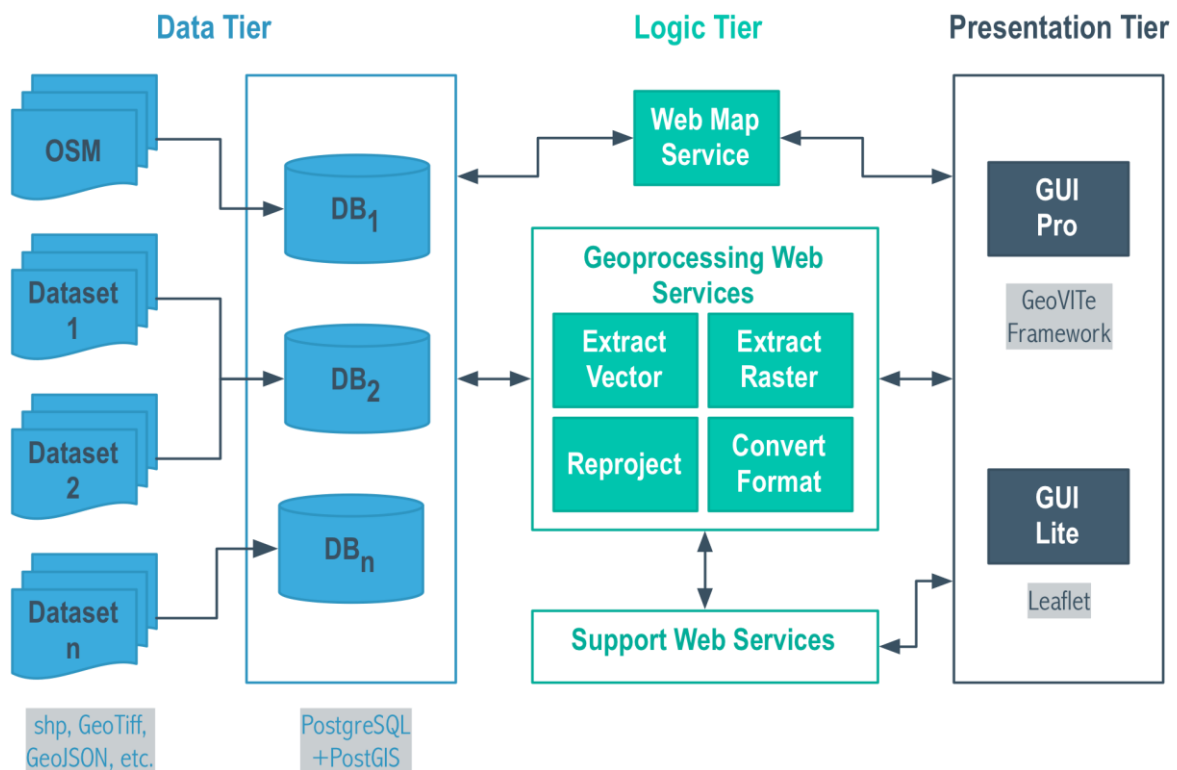 Data Tier
Logic Tier
Presentation Tier
OSM
Dataset
1
Dataset
2
Dataset
n
shp, GeoTiff,
GeoJSON, etc.
DB1
DB2
DBn
PostgreSQL
+PostGIS
Web Map
Service
Geoprocessing Web
Services
Extract
Vector
Extract
Raster
Reproject
Convert
Format
Support Web Services
GUI
Pro
GeoVITe
Framework
GUI
Lite
Leaflet